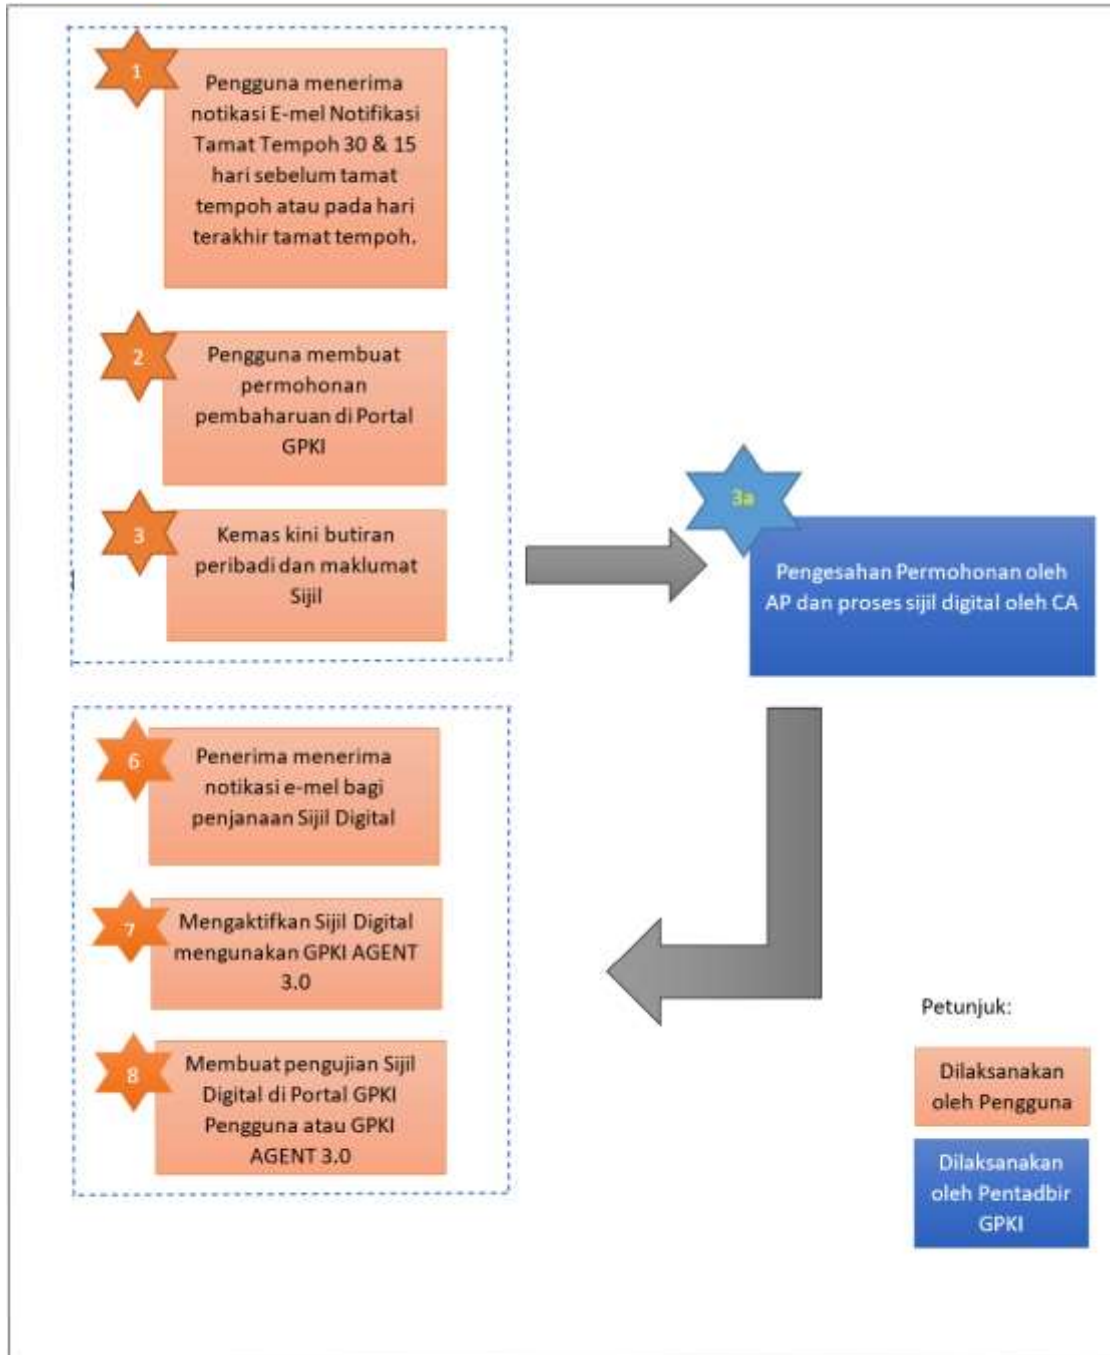 1
Pengguna menerima
notikasi E-mel Notifikasi
Tamat Tempoh 30 & 15
hari sebelum tamat
tempoh atau pada hari
terakhir tamat tempoh.
2
Pengguna membuat
permohonan
pembaharuan di Portal
GPKI
3
Kemas kini butiran
peribadi dan maklumat
Sijil
3a
Pengesahan Permohonan oleh
AP dan proses sijil digital oleh CA
6
Penerima menerima
notikasi e-mel bagi
penjanaan Sijil Digital
7
Mengaktifkan Sijil Digital
mengunakan GPKI AGENT
3.0
8
Membuat pengujian Sijil
Digital di Portal GPKI
Pengguna atau GPKI
AGENT 3.0
Petunjuk:
Dilaksanakan
oleh Pengguna
Dilaksanakan
oleh Pentadbir
GPKI